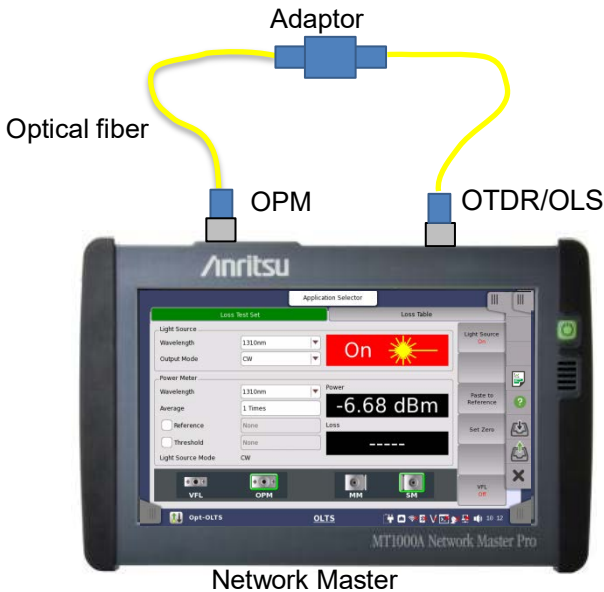 Adaptor
Optical fiber
OPM
OTDR/OLS
Anritsu
Application Selector
Loss Test Set
Loss Table
Light Source
Wavelength
1310nm
Output Mode
CW
On
Light Source
On
Power Meter
Wavelength
1310nm
Power
-6.68 dBm
Paste to
Reference
Average
1 Times
Reference
None
Loss
-----
Set Zero
Threshold
None
Light Source Mode
CW
VFL
OPM
MM
SM
VFL
Off
Opt-OLTS
OLTS
10 12
MT1000A Network Master Pro
Network Master